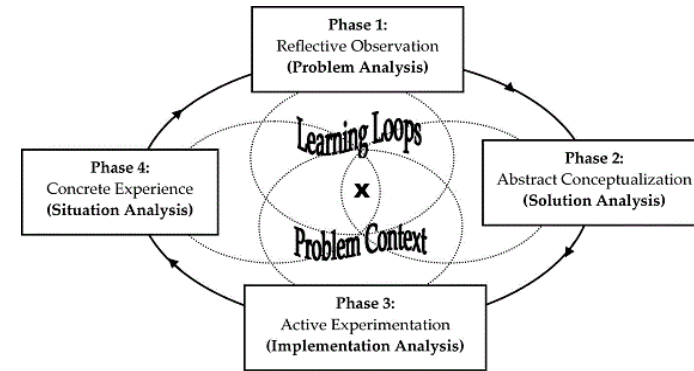 Phase 1:
Reflective Observation
(Problem Analysis)
Learning Loops
Phase 4:
Concrete Experience
(Situation Analysis)
X
Phase 2:
Abstract Conceptualization
(Solution Analysis)
Problem Context
Phase 3:
Active Experimentation
(Implementation Analysis)